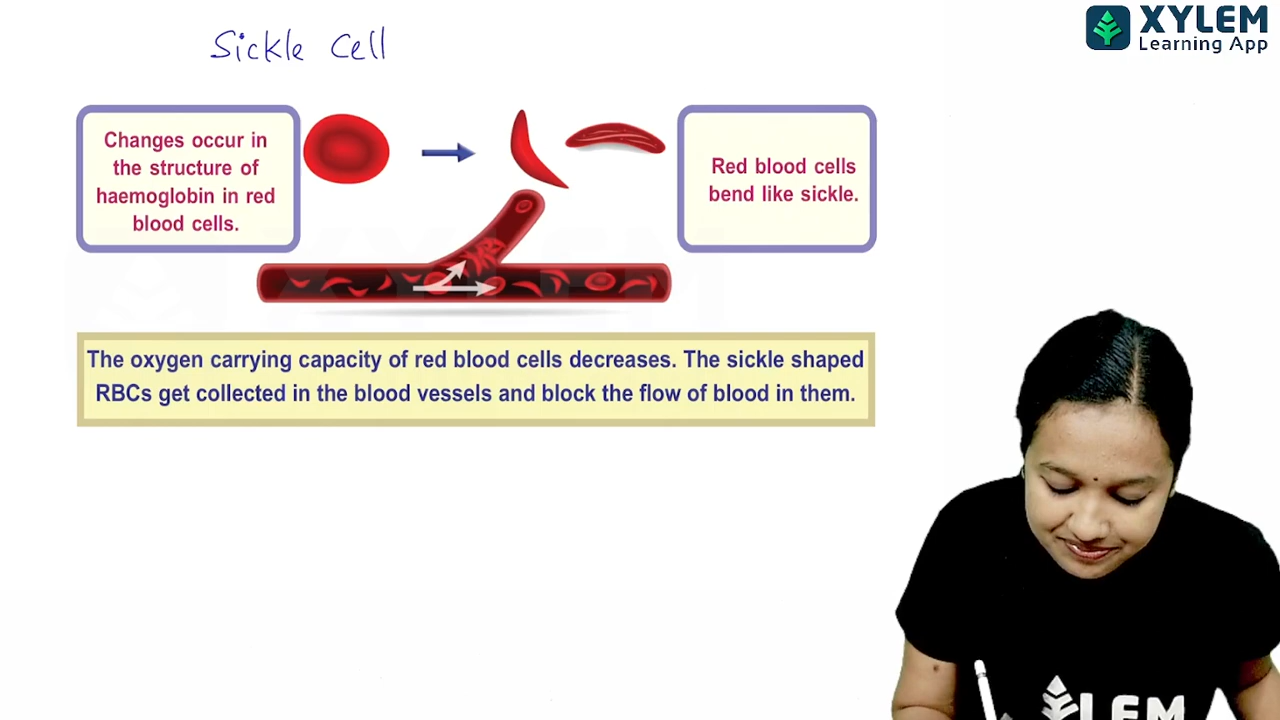 Sickle Cell
XYLEM
Learning App
Changes occur in
the structure of
haemoglobin in red
blood cells.
Red blood cells
bend like sickle.
The oxygen carrying capacity of red blood cells decreases. The sickle shaped
RBCs get collected in the blood vessels and block the flow of blood in them.
XYLEM
LEM